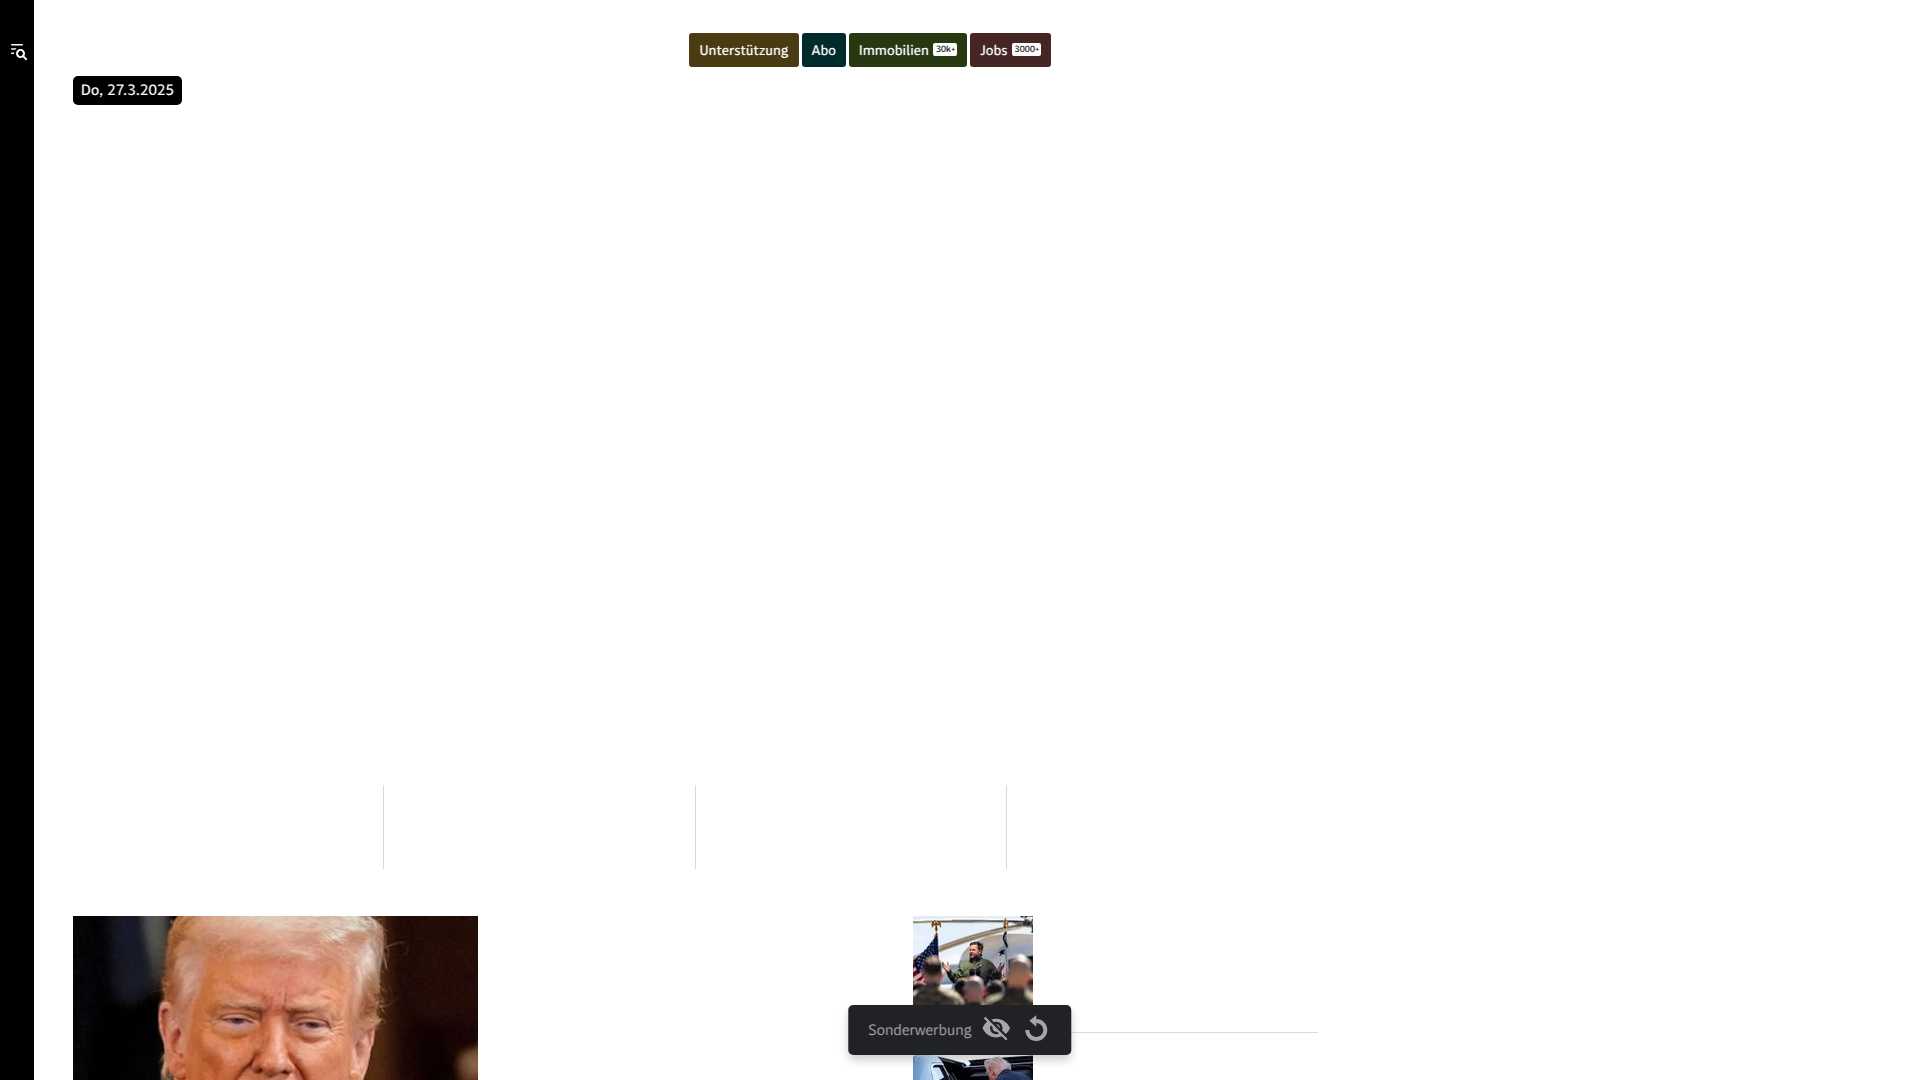 Unterstützung Abo Immobilien 30k+ Jobs 3000+
Do, 27.3.2025
Sonderwerbung